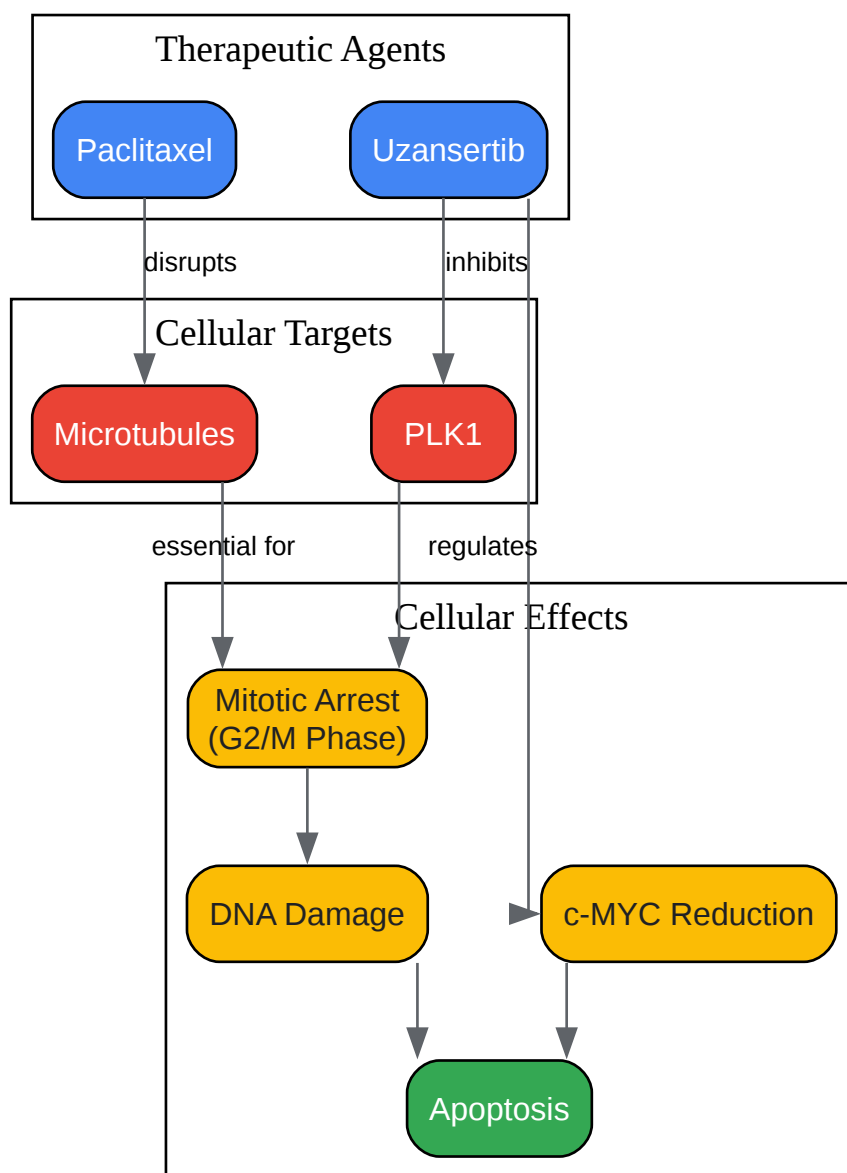 Therapeutic Agents
Paclitaxel
Uzansertib
disrupts
inhibits
Cellular Targets
Microtubules
PLK1
essential for
regulates
Cellular Effects
Mitotic Arrest
(G2/M Phase)
DNA Damage
c-MYC Reduction
Apoptosis